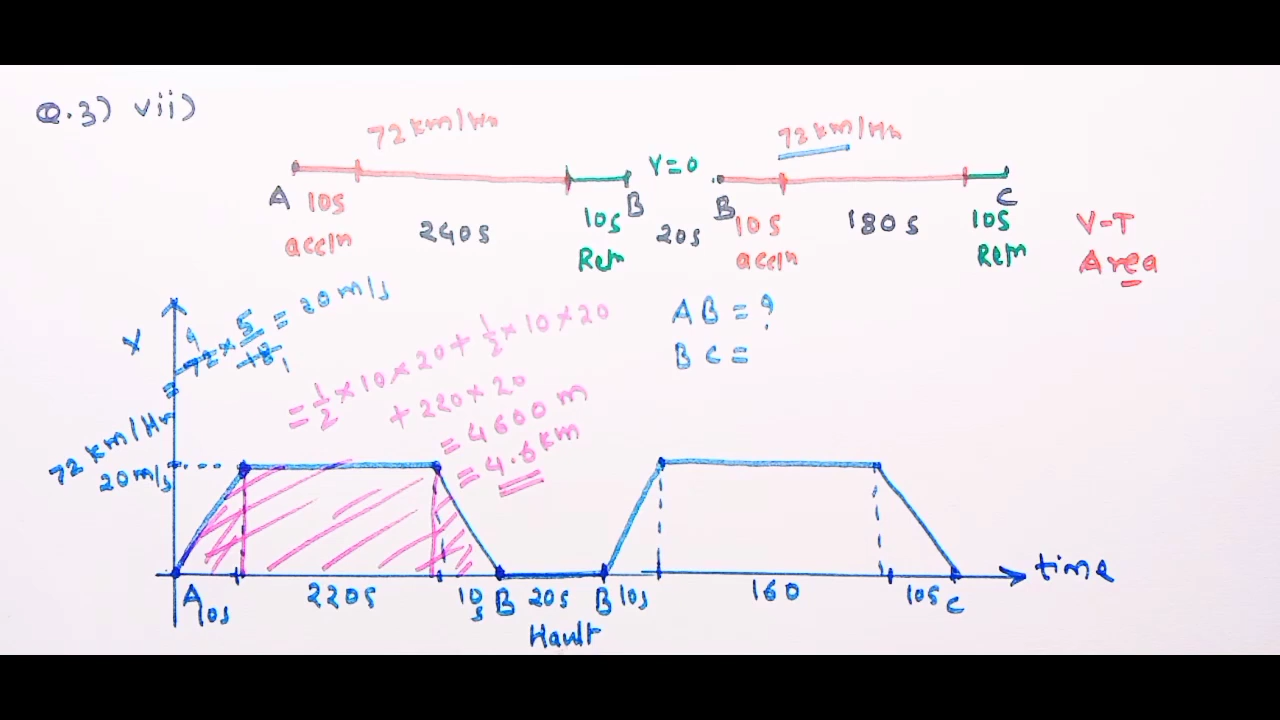 Q.3) vii)
72 km/Hr
72 km/Hr
V=0
A
B
B
C
10s
240s
10s
20s
10s
180s
10s
accln
Retn
accln
Retn
V-T
Area
AB = ?
BC =
V
= 72 × 5/18 = 20 m/s
4
1
72 km/Hr
20 m/s
= 1/2 × 10 × 20 + 1/2 × 10 × 20
+ 220 × 20
= 4600 m
= 4.6 km
time
A
10s
220s
10s
B
20s
B
10s
160
10s
C
Hault